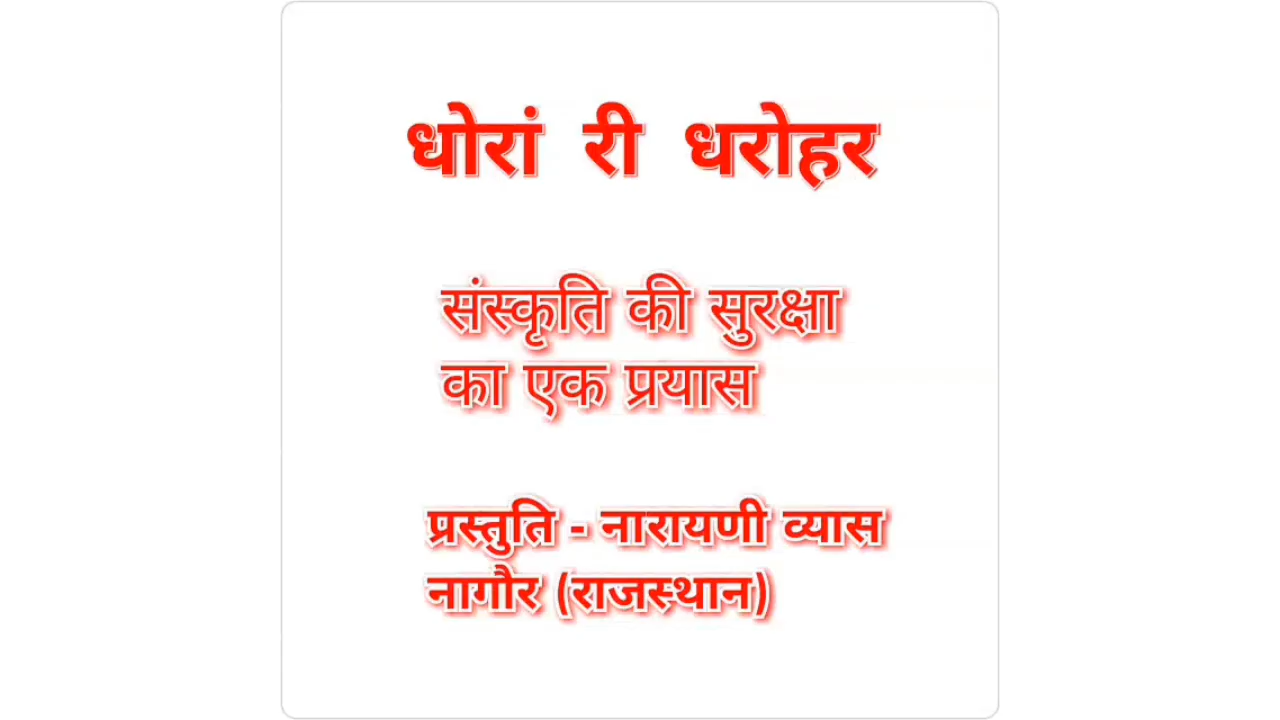 धोरां री धरोहर
संस्कृति की सुरक्षा
का एक प्रयास
प्रस्तुति - नारायणी व्यास
नागौर (राजस्थान)